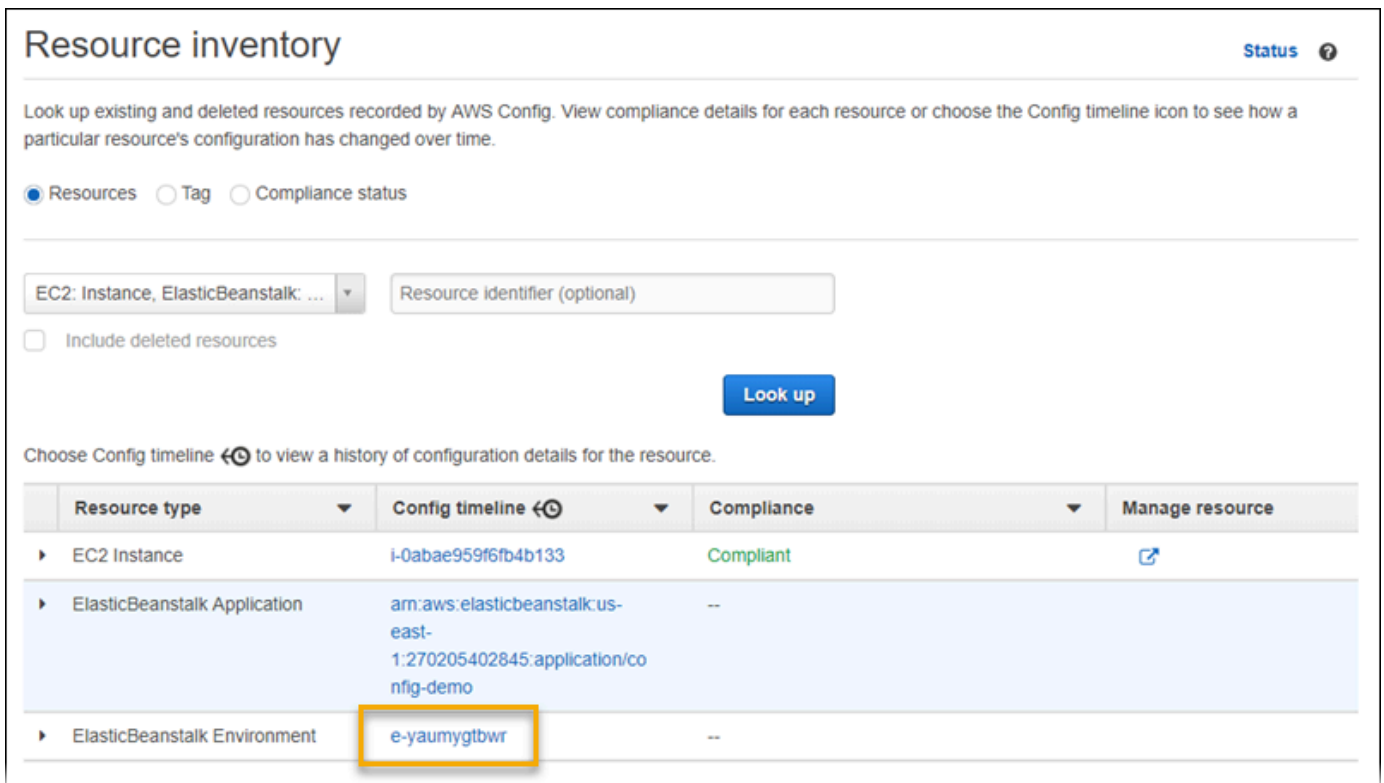 Resource inventory
Status
Look up existing and deleted resources recorded by AWS Config. View compliance details for each resource or choose the Config timeline icon to see how a
particular resource's configuration has changed over time.
Resources Tag Compliance status
EC2: Instance, ElasticBeanstalk: ... Resource identifier (optional)
Include deleted resources
Look up
Choose Config timeline to view a history of configuration details for the resource.
Resource type Config timeline Compliance Manage resource
EC2 Instance i-0abae959f6fb4b133 Compliant
ElasticBeanstalk Application arn:aws:elasticbeanstalk:us- --
east-
1:270205402845:application/co
nfig-demo
ElasticBeanstalk Environment e-yaumygtbwr --